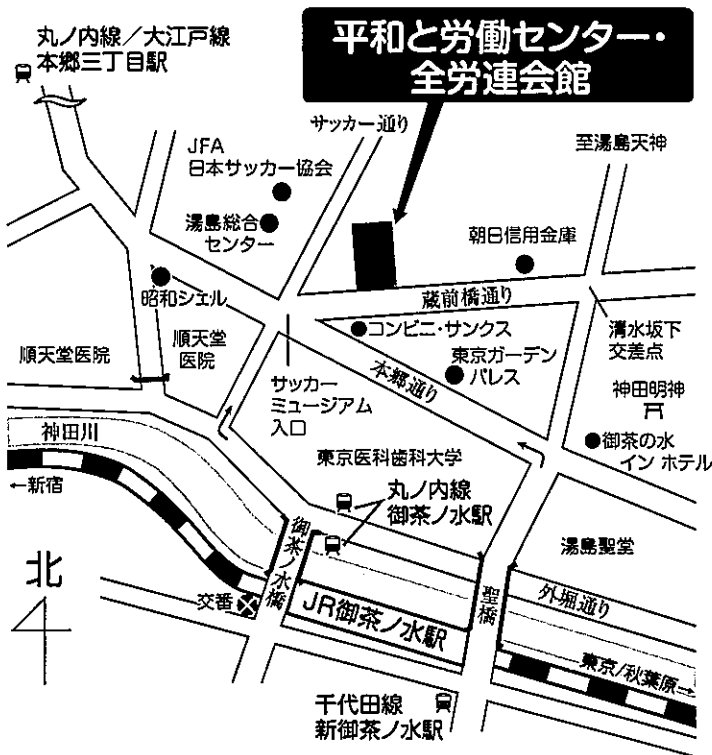 丸ノ内線/大江戸線
本郷三丁目駅
平和と労働センター・
全労連会館
サッカー通り
至湯島天神
JFA
日本サッカー協会
湯島総合
センター
朝日信用金庫
昭和シェル
蔵前橋通り
順天堂医院
順天堂
医院
コンビニ・サンクス
清水坂下
交差点
東京ガーデン
パレス
本郷通り
サッカー
ミュージアム
入口
神田明神
御茶の水
イン ホテル
神田川
東京医科歯科大学
←新宿
丸ノ内線
御茶ノ水駅
御茶ノ水橋
湯島聖堂
北
交番
JR御茶ノ水駅
聖橋
外堀通り
東京/秋葉原→
千代田線
新御茶ノ水駅